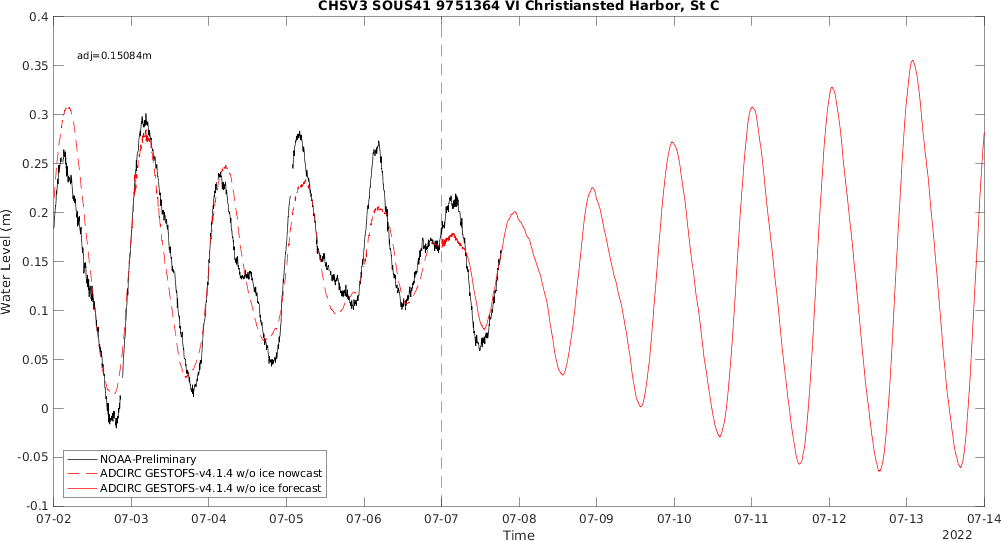 CHSV3 SOUS41 9751364 VI Christiansted Harbor, St C
0.4
0.35
0.3
0.25
0.2
0.15
0.1
0.05
0
-0.05
-0.1
Water Level (m)
adj=0.15084m
NOAA-Preliminary
ADCIRC GESTOFS-v4.1.4 w/o ice nowcast
ADCIRC GESTOFS-v4.1.4 w/o ice forecast
07-02 07-03 07-04 07-05 07-06 07-07 07-08 07-09 07-10 07-11 07-12 07-13 07-14
Time
2022